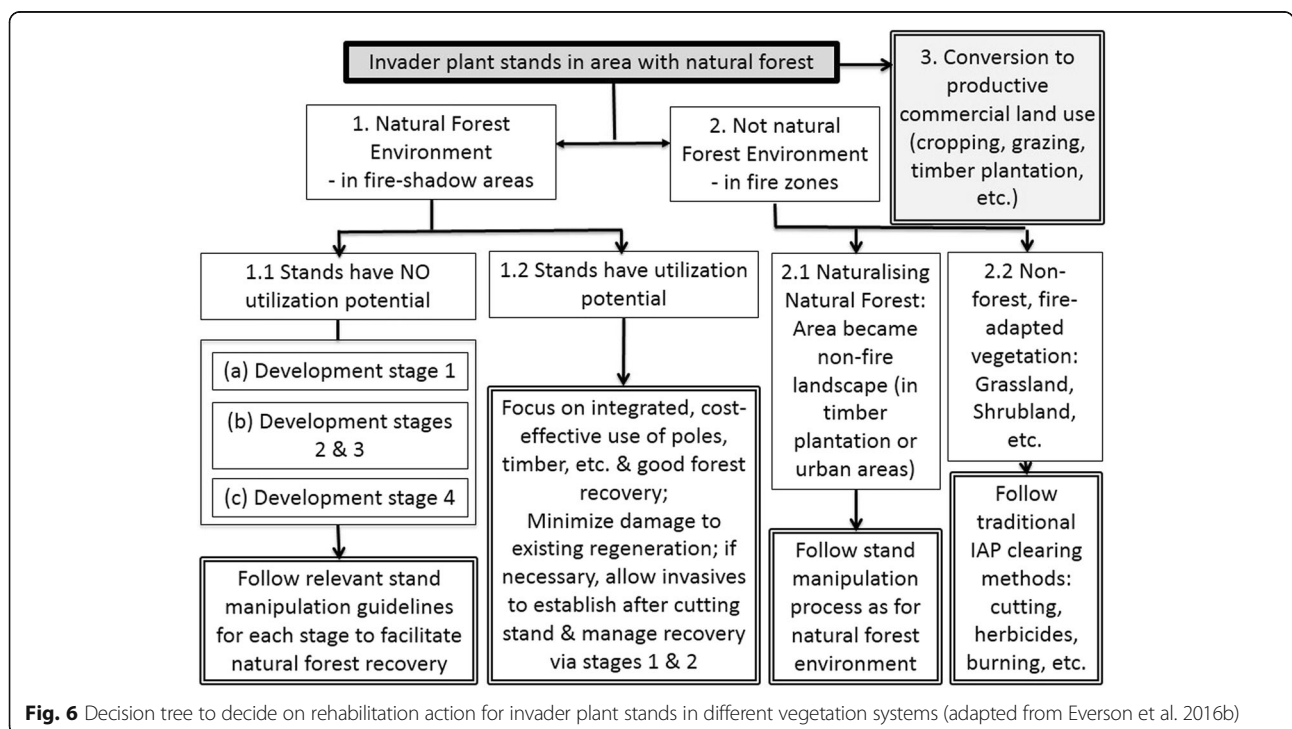 Invader plant stands in area with natural forest
3. Conversion to
productive
commercial land use
(cropping, grazing,
timber plantation,
etc.)
1. Natural Forest
Environment
- in fire-shadow areas
2. Not natural
Forest Environment
- in fire zones
1.1 Stands have NO
utilization potential
1.2 Stands have utilization
potential
2.1 Naturalising
Natural Forest:
Area became
non-fire
landscape (in
timber
plantation or
urban areas)
2.2 Non-
forest, fire-
adapted
vegetation:
Grassland,
Shrubland,
etc.
(a) Development stage 1
(b) Development stages
2 & 3
(c) Development stage 4
Focus on integrated, cost-
effective use of poles,
timber, etc. & good forest
recovery;
Minimize damage to
existing regeneration; if
necessary, allow invasives
to establish after cutting
stand & manage recovery
via stages 1 & 2
Follow relevant stand
manipulation guidelines
for each stage to facilitate
natural forest recovery
Follow stand
manipulation
process as for
natural forest
environment
Follow
traditional
IAP clearing
methods:
cutting,
herbicides,
burning, etc.
Fig. 6 Decision tree to decide on rehabilitation action for invader plant stands in different vegetation systems (adapted from Everson et al. 2016b)